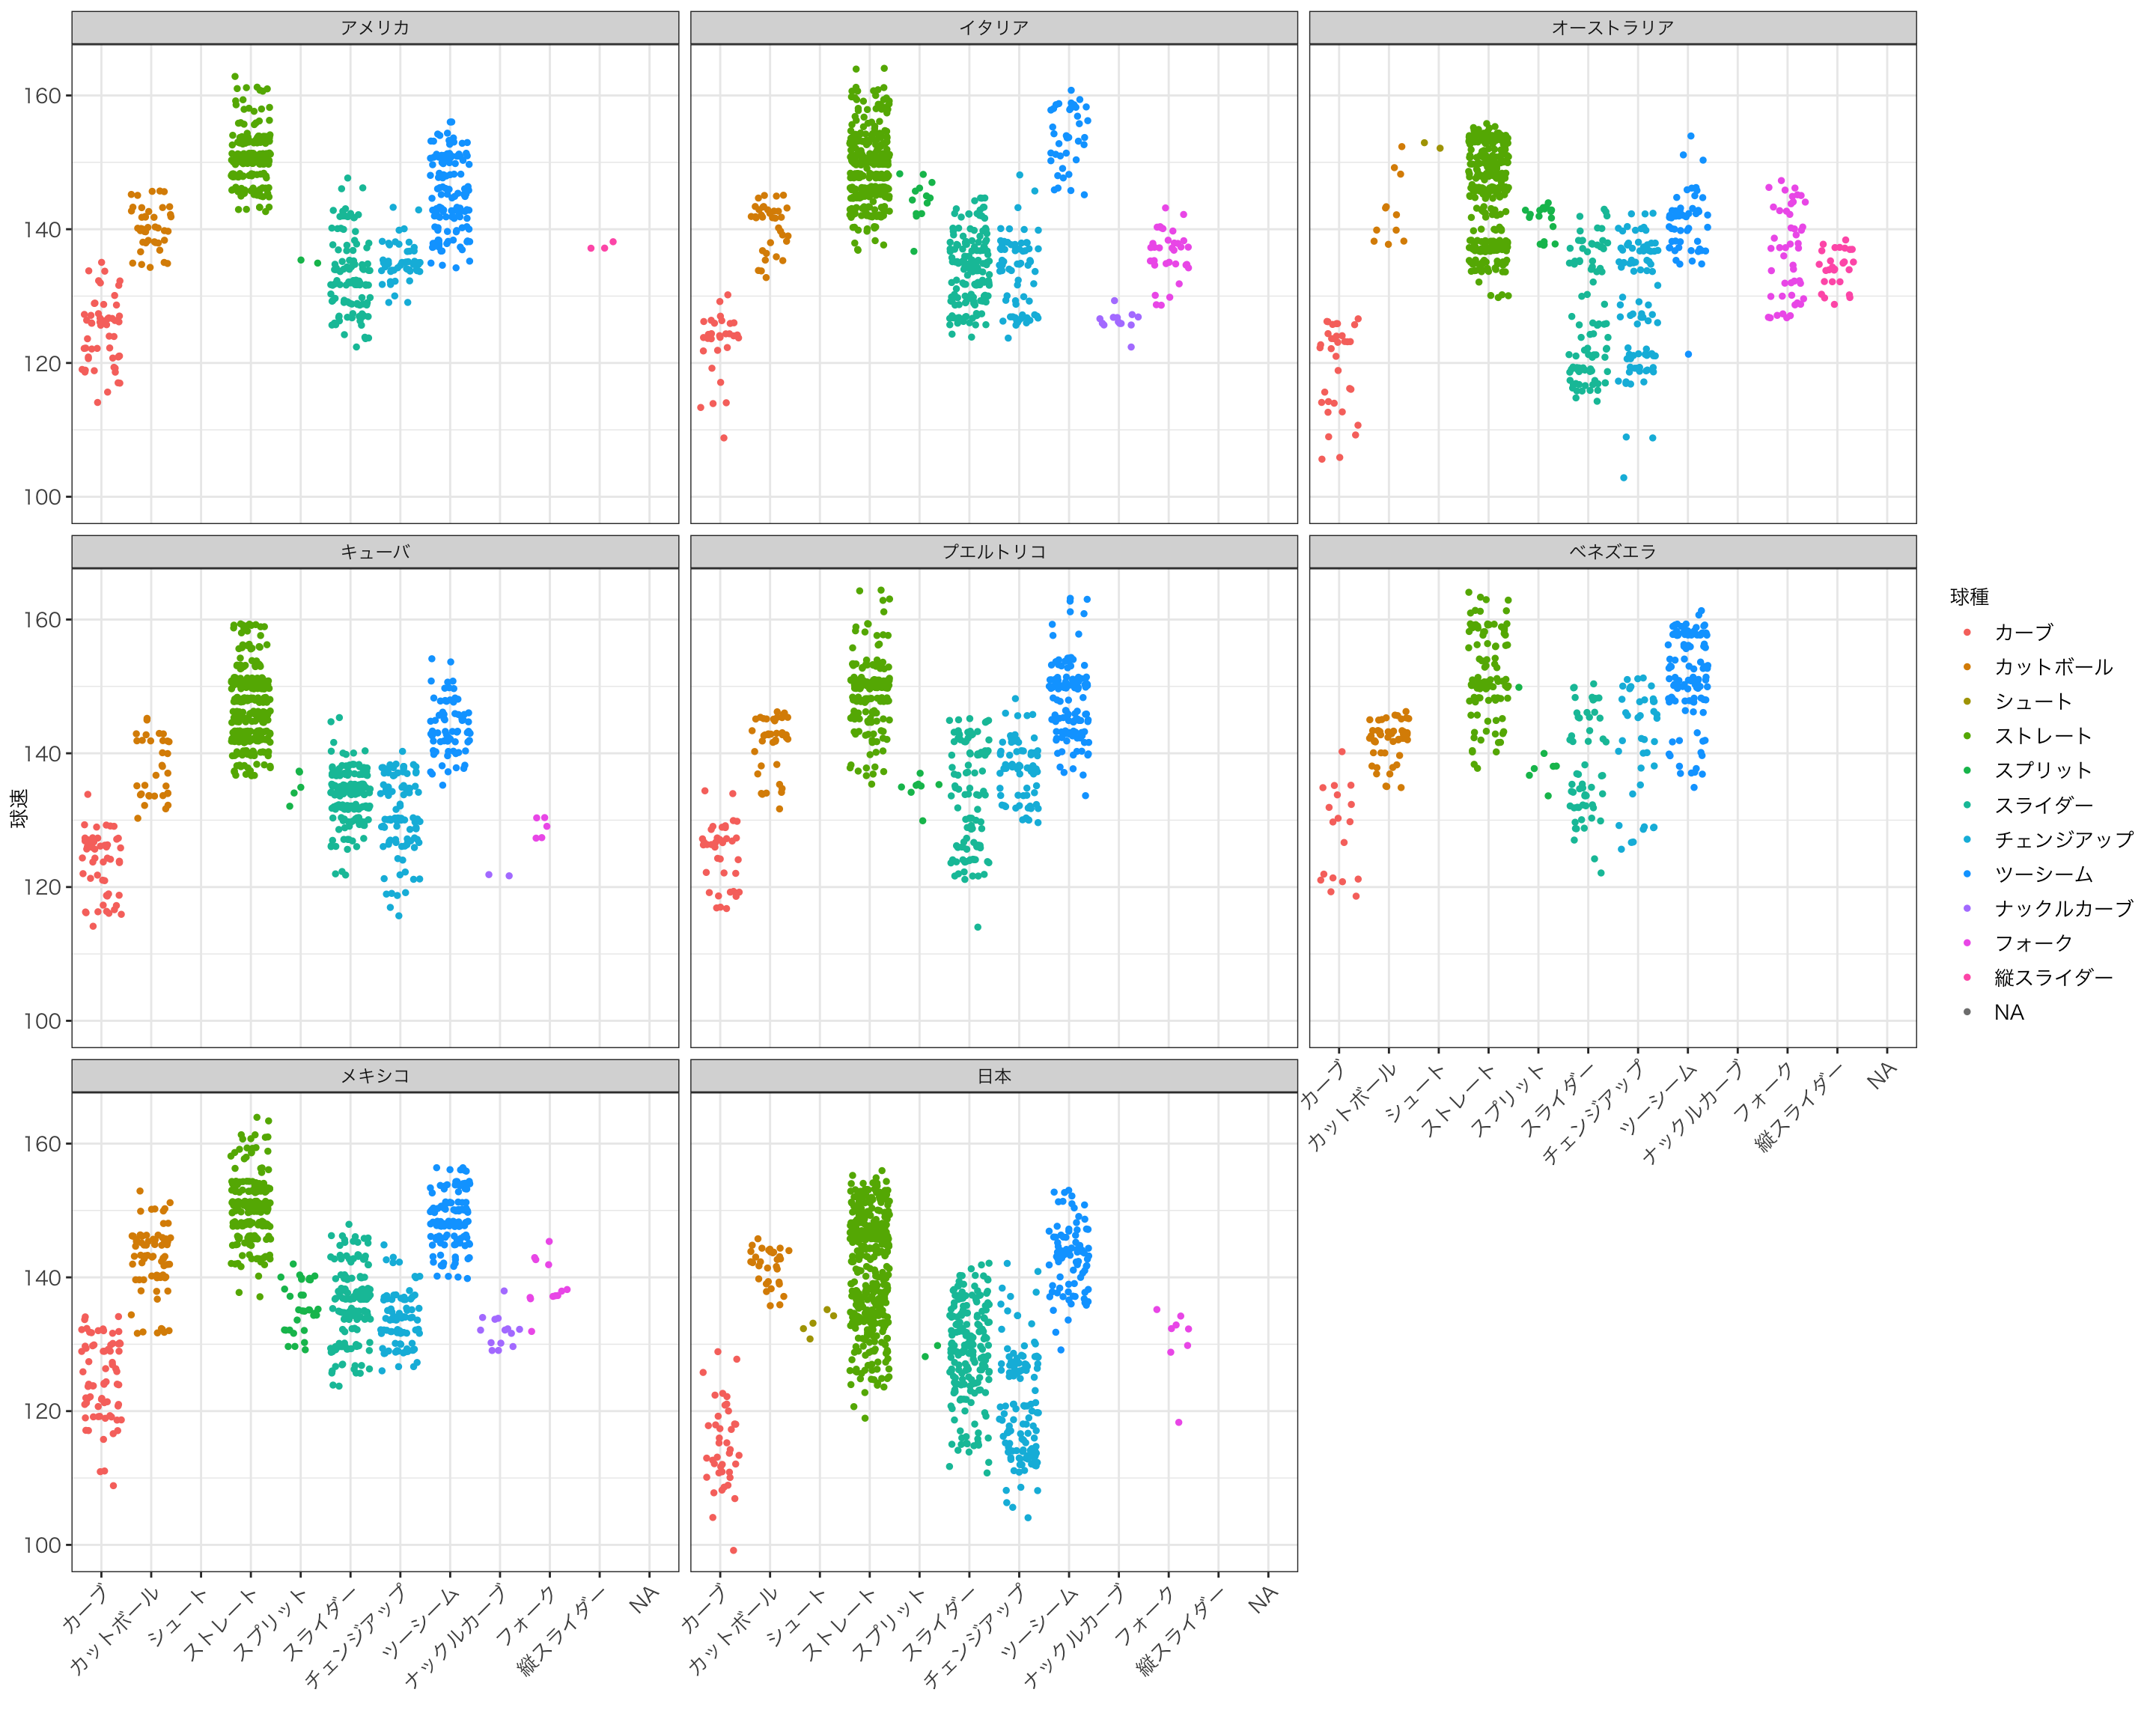 アメリカ
イタリア
オーストラリア
160
140
120
100
キューバ
プエルトリコ
ベネズエラ
160
140
120
100
球速
球種
カーブ
カットボール
シュート
ストレート
スプリット
スライダー
チェンジアップ
ツーシーム
ナックルカーブ
フォーク
縦スライダー
NA
カーブ
カットボール
シュート
ストレート
スプリット
スライダー
チェンジアップ
ツーシーム
ナックルカーブ
フォーク
縦スライダー
NA
メキシコ
日本
160
140
120
100
カーブ
カットボール
シュート
ストレート
スプリット
スライダー
チェンジアップ
ツーシーム
ナックルカーブ
フォーク
縦スライダー
NA
カーブ
カットボール
シュート
ストレート
スプリット
スライダー
チェンジアップ
ツーシーム
ナックルカーブ
フォーク
縦スライダー
NA